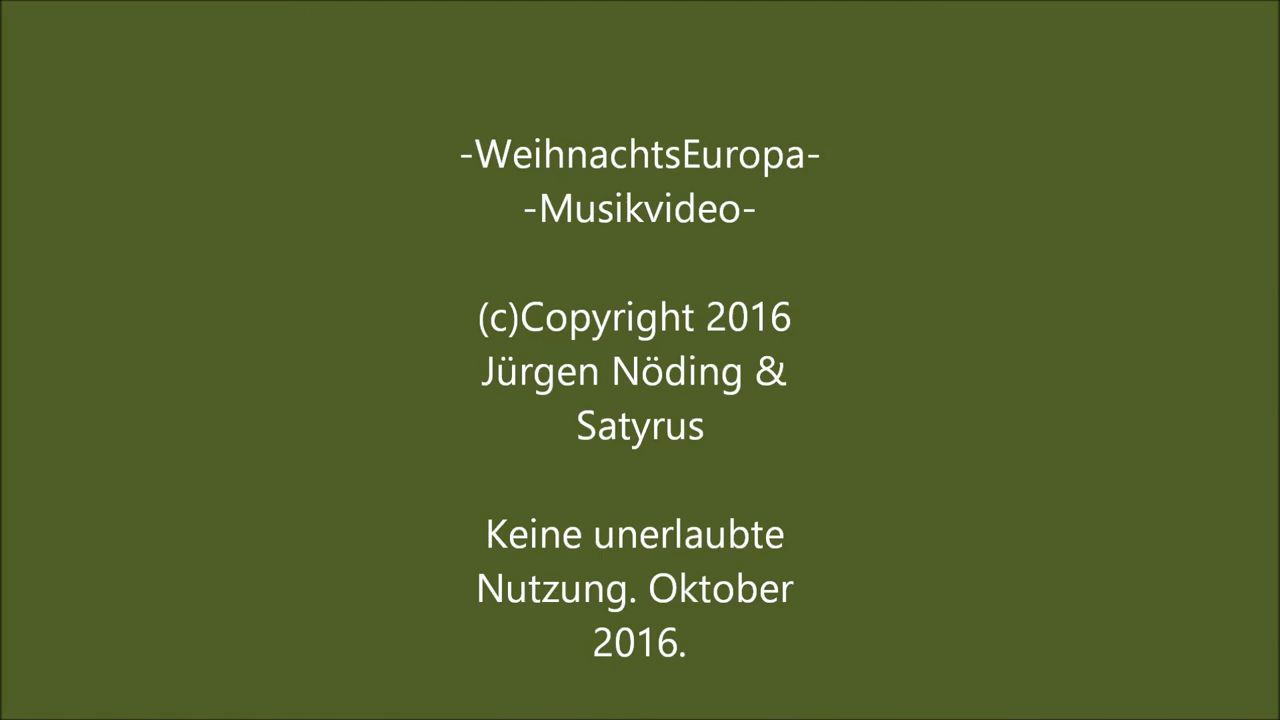 -WeihnachtsEuropa-
-Musikvideo-
(c)Copyright 2016
Jürgen Nöding &
Satyrus
Keine unerlaubte
Nutzung. Oktober
2016.